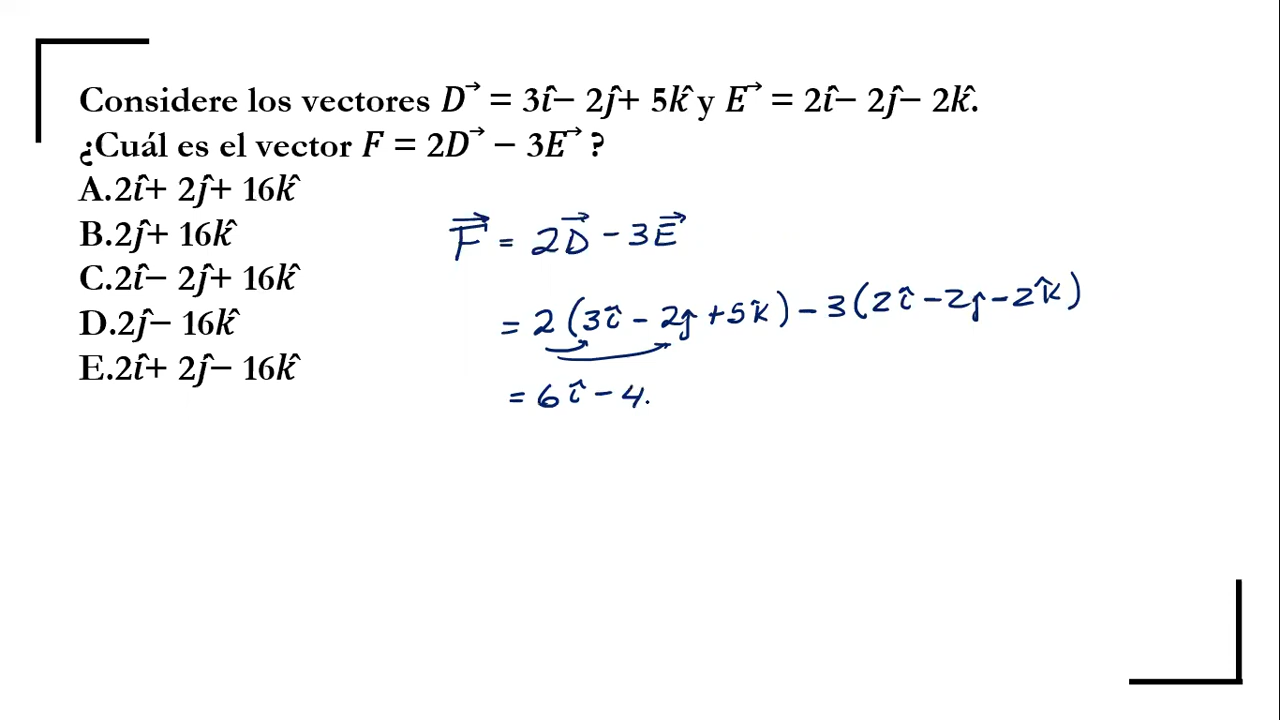 Considere los vectores D⃗ = 3î− 2ĵ+ 5k̂ y E⃗ = 2î− 2ĵ− 2k̂.
¿Cuál es el vector F = 2D⃗ − 3E⃗ ?
A.2î+ 2ĵ+ 16k̂
B.2ĵ+ 16k̂
C.2î− 2ĵ+ 16k̂
D.2ĵ− 16k̂
E.2î+ 2ĵ− 16k̂
F⃗ = 2D⃗ − 3E⃗
= 2(3î − 2ĵ + 5k̂) − 3(2î − 2ĵ − 2k̂)
= 6î − 4